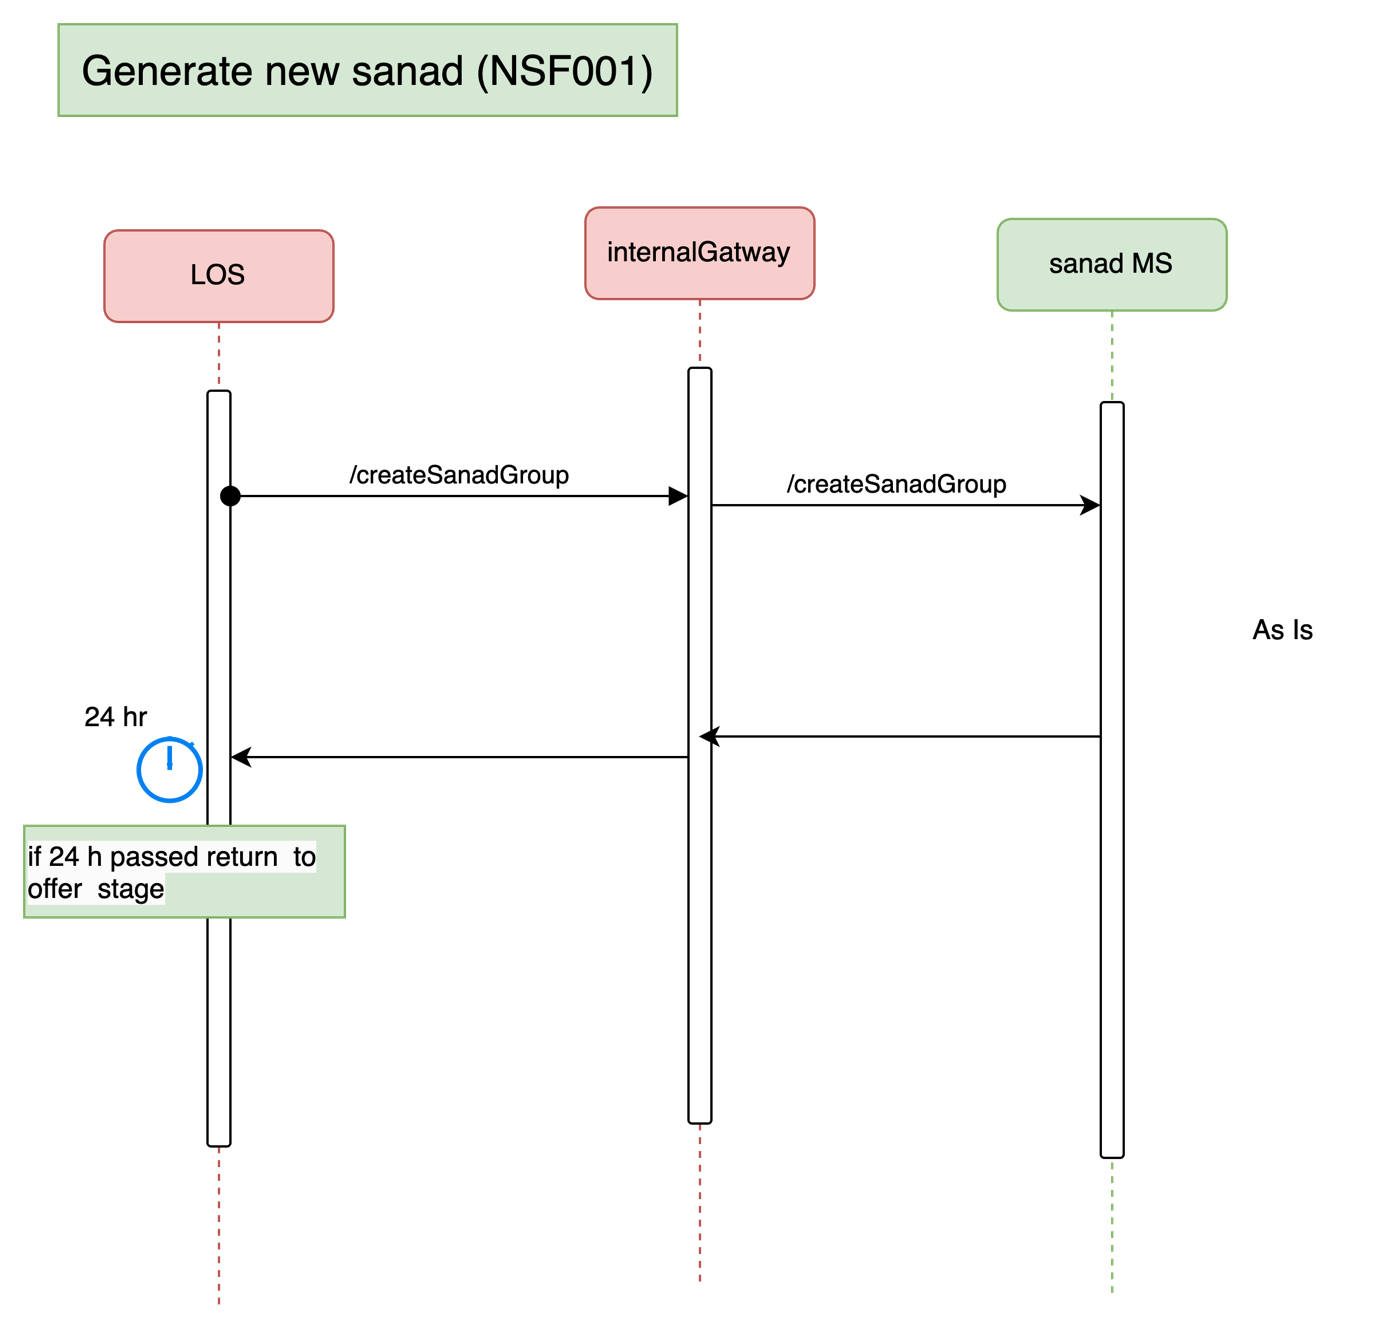 Generate new sanad (NSF001)
LOS
internalGatway
sanad MS
/createSanadGroup
/createSanadGroup
As Is
24 hr
if 24 h passed return  to
offer  stage